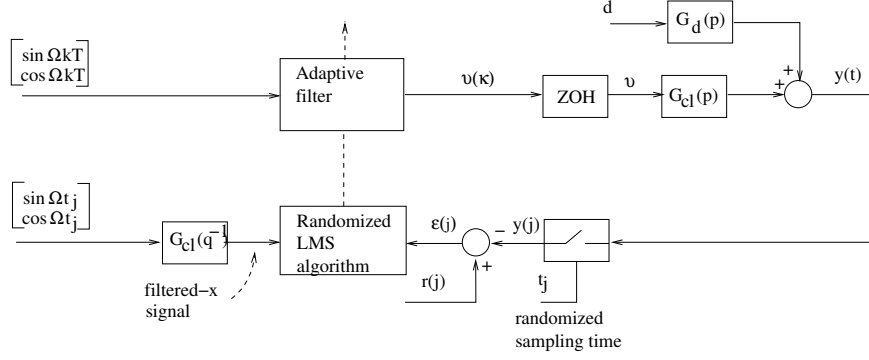 d
G_d(p)
sin ΩkT
cos ΩkT
Adaptive
filter
υ(κ)
ZOH
υ
G_cl(p)
+
+
y(t)
sin Ωt_j
cos Ωt_j
G_cl(q^-1)
Randomized
LMS
algorithm
ε(j)
−
y(j)
+
r(j)
t_j
filtered−x
signal
randomized
sampling time